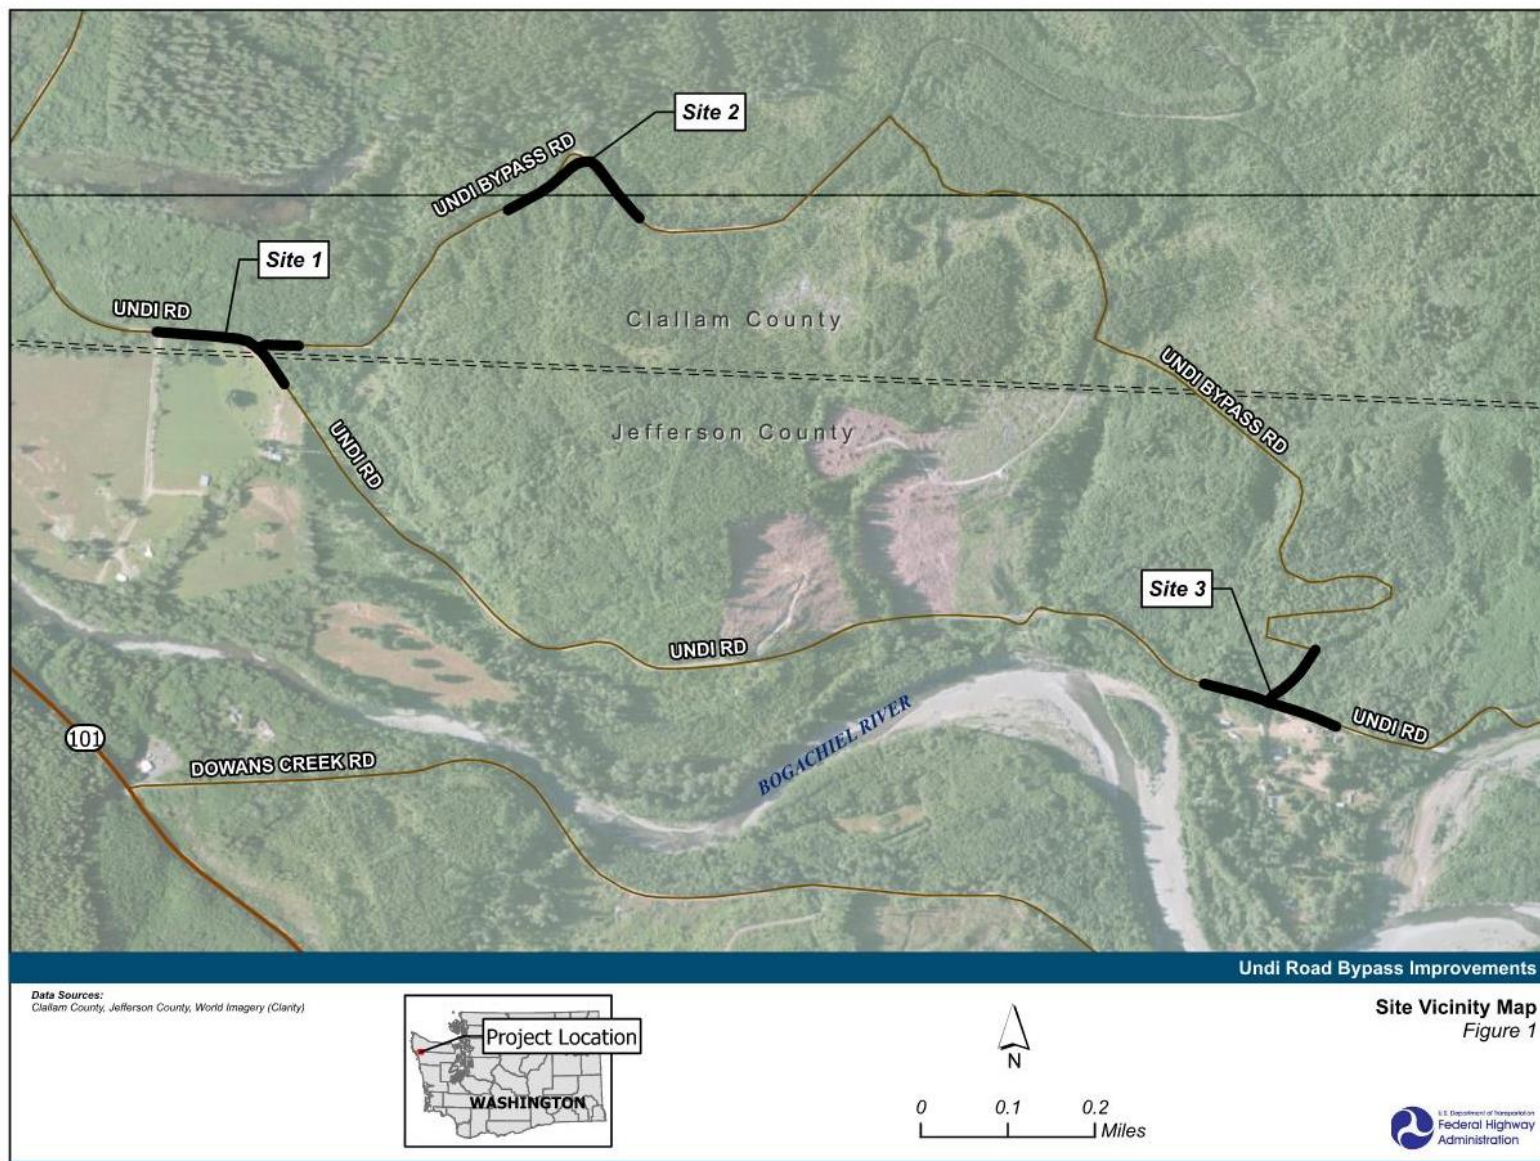 Site 2
UNDI BYPASS RD
Site 1
UNDI RD
Clallam County
UNDI BYPASS RD
Jefferson County
UNDI RD
Site 3
UNDI RD
BOGACHIEL RIVER
UNDI RD
101
DOWANS CREEK RD
Undi Road Bypass Improvements
Data Sources:
Clallam County, Jefferson County, World Imagery (Clarity)
Project Location
WASHINGTON
N
0 0.1 0.2
Miles
Site Vicinity Map
Figure 1
U.S. Department of Transportation
Federal Highway
Administration